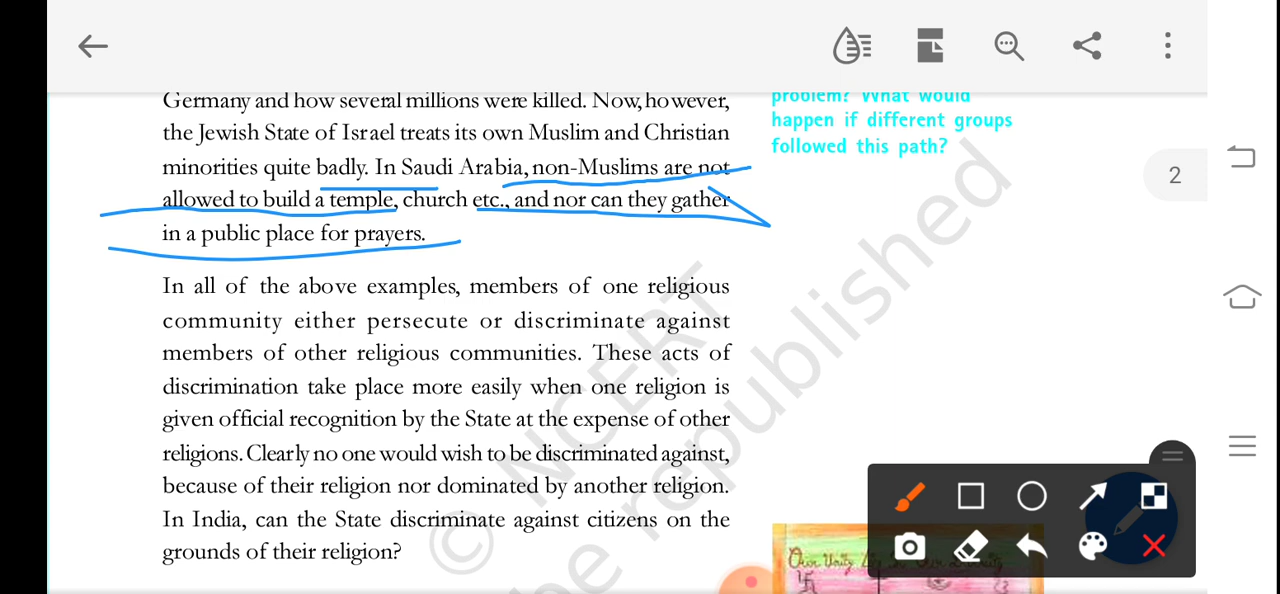 Germany and how several millions were killed. Now, however,
the Jewish State of Israel treats its own Muslim and Christian
minorities quite badly. In Saudi Arabia, non-Muslims are not
allowed to build a temple, church etc., and nor can they gather
in a public place for prayers.
In all of the above examples, members of one religious
community either persecute or discriminate against
members of other religious communities. These acts of
discrimination take place more easily when one religion is
given official recognition by the State at the expense of other
religions. Clearly no one would wish to be discriminated against,
because of their religion nor dominated by another religion.
In India, can the State discriminate against citizens on the
grounds of their religion?
problem? What would
happen if different groups
followed this path?
2
© NCERT
be republished
Our Unity